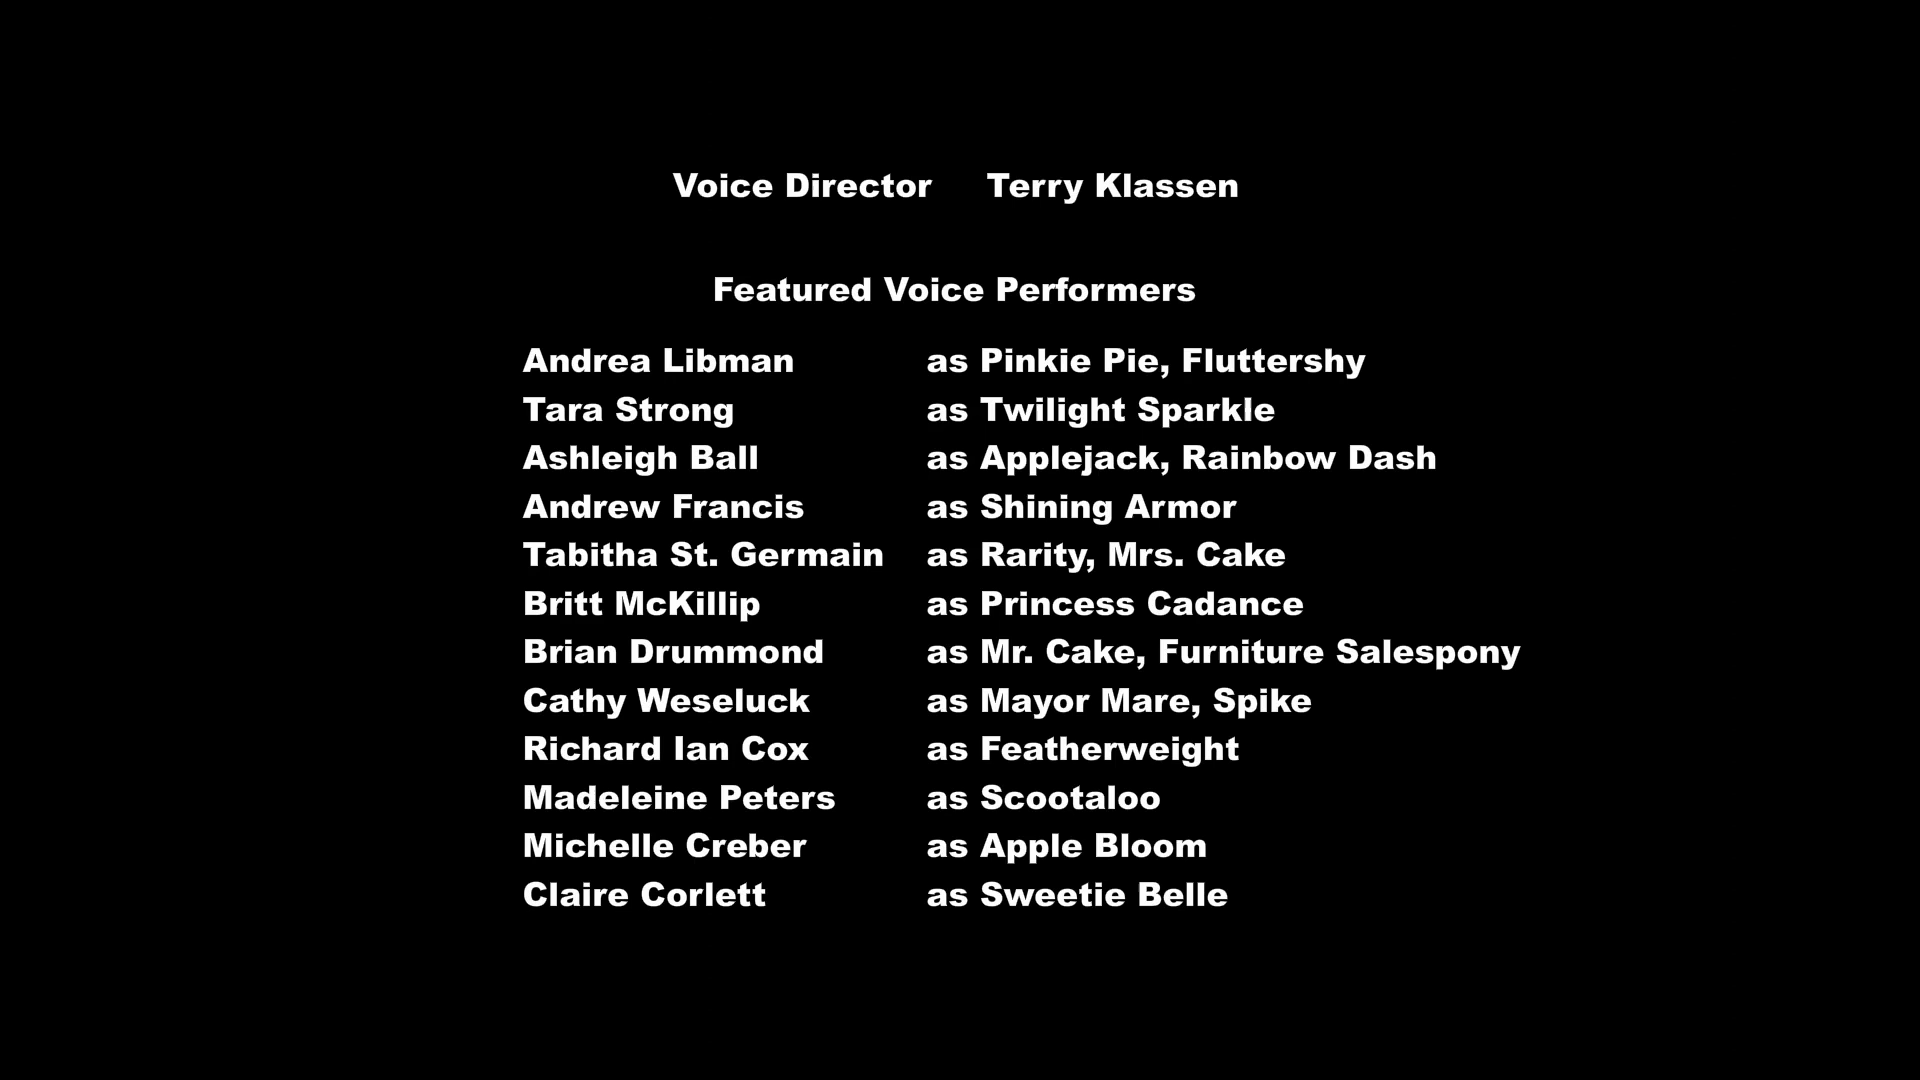 Voice Director Terry Klassen
Featured Voice Performers
Andrea Libman as Pinkie Pie, Fluttershy
Tara Strong as Twilight Sparkle
Ashleigh Ball as Applejack, Rainbow Dash
Andrew Francis as Shining Armor
Tabitha St. Germain as Rarity, Mrs. Cake
Britt McKillip as Princess Cadance
Brian Drummond as Mr. Cake, Furniture Salespony
Cathy Weseluck as Mayor Mare, Spike
Richard Ian Cox as Featherweight
Madeleine Peters as Scootaloo
Michelle Creber as Apple Bloom
Claire Corlett as Sweetie Belle